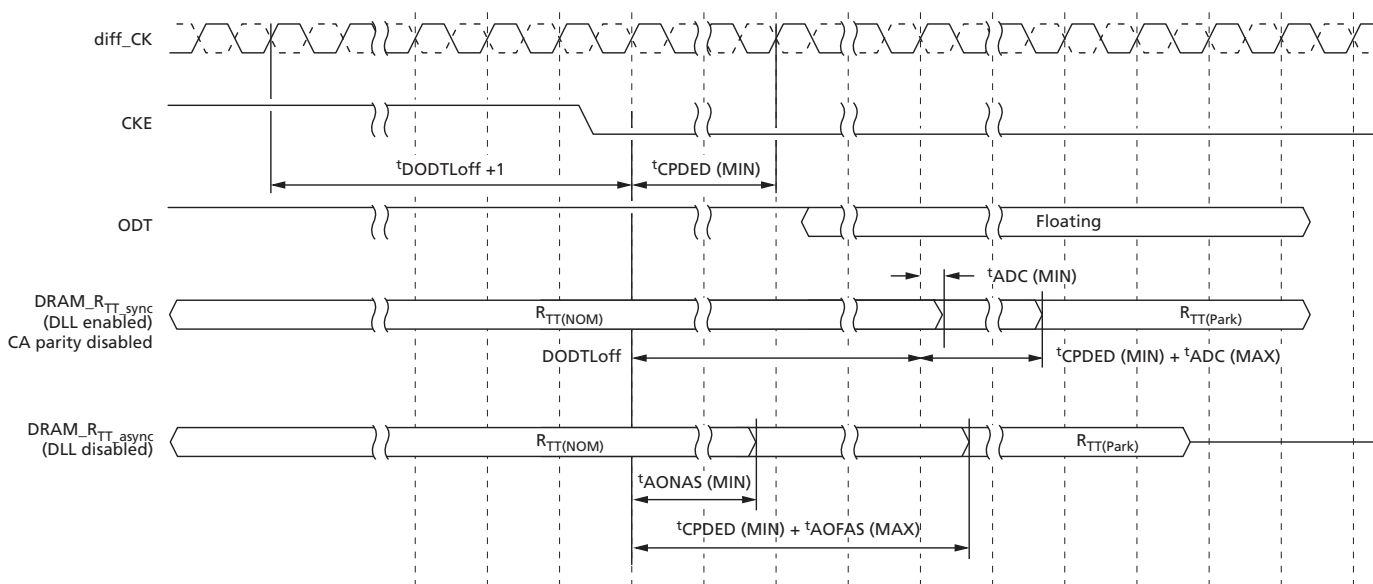 diff_CK
CKE
tDODTLoff +1
tCPDED (MIN)
ODT
Floating
tADC (MIN)
DRAM_RTT_sync
(DLL enabled)
CA parity disabled
RTT(NOM)
RTT(Park)
DODTLoff
tCPDED (MIN) + tADC (MAX)
DRAM_RTT_async
(DLL disabled)
RTT(NOM)
RTT(Park)
tAONAS (MIN)
tCPDED (MIN) + tAOFAS (MAX)